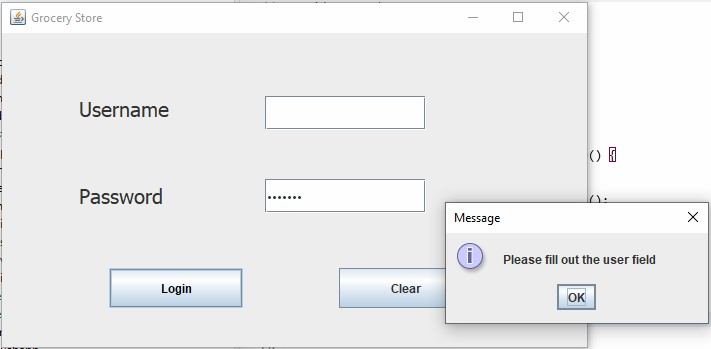 Grocery Store
Username
Password
.......
Login
Clear
() {
();
Message
Please fill out the user field
OK